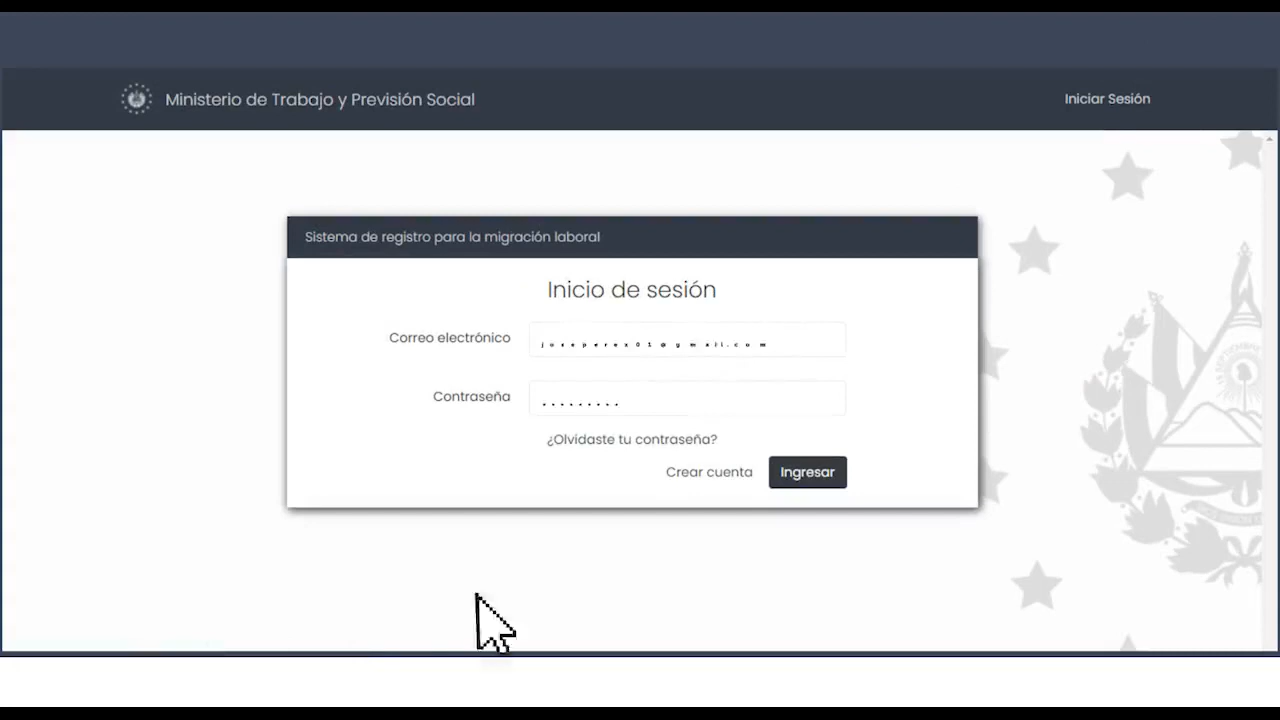 Ministerio de Trabajo y Previsión Social
Iniciar Sesión
Sistema de registro para la migración laboral
Inicio de sesión
Correo electrónico
Contraseña
.........
¿Olvidaste tu contraseña?
Crear cuenta
Ingresar